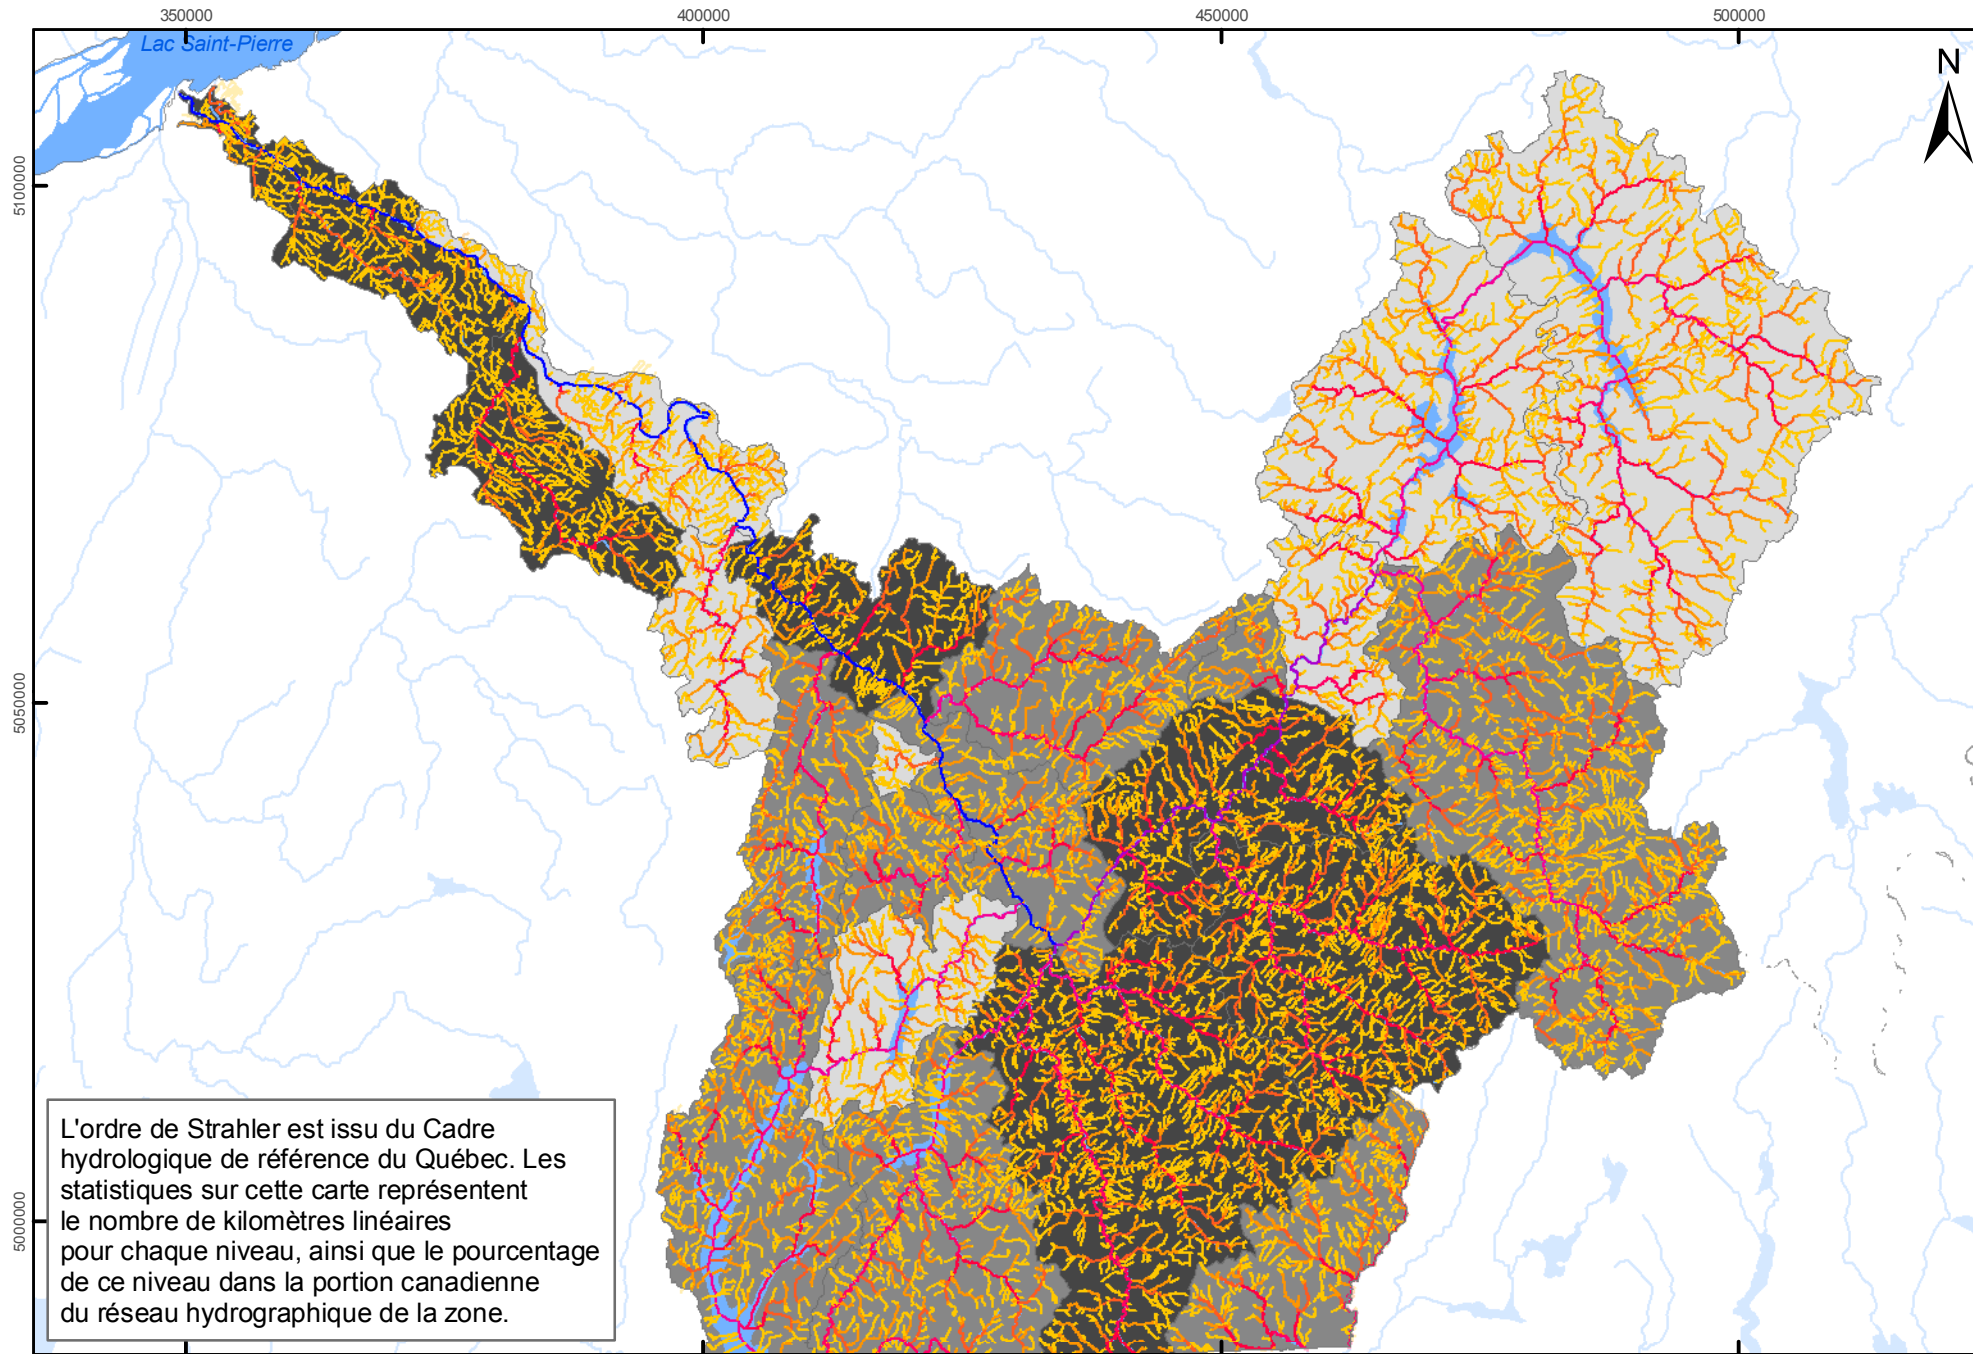 350000
400000
450000
500000
Lac Saint-Pierre
N
5100000
5050000
5000000
L'ordre de Strahler est issu du Cadre
hydrologique de référence du Québec. Les
statistiques sur cette carte représentent
le nombre de kilomètres linéaires
pour chaque niveau, ainsi que le pourcentage
de ce niveau dans la portion canadienne
du réseau hydrographique de la zone.